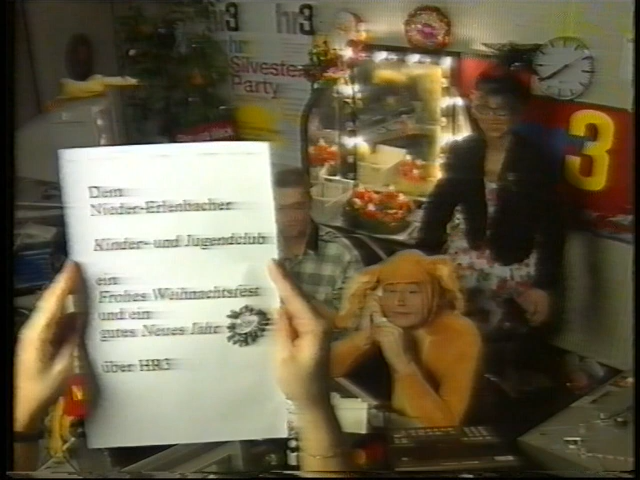 hr3
hr3
hr
Silvester
Party
3
Dem
Nieder-Erlenbacher
Kinder- und Jugendclub
ein
Frohes Weihnachtsfest
und ein
gutes Neues Jahr
über HR3